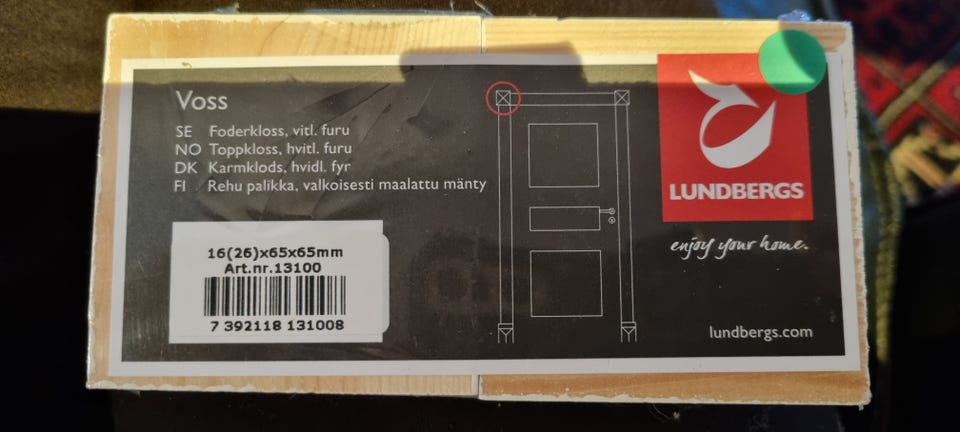 Voss
SE Foderkloss, vitl. furu
NO Toppkloss, hvitl. furu
DK Karmklods, hvidl. fyr
FI Rehu palikka, valkoisesti maalattu mänty
16(26)x65x65mm
Art.nr.13100
7 392118 131008
LUNDBERGS
enjoy your home.
lundbergs.com